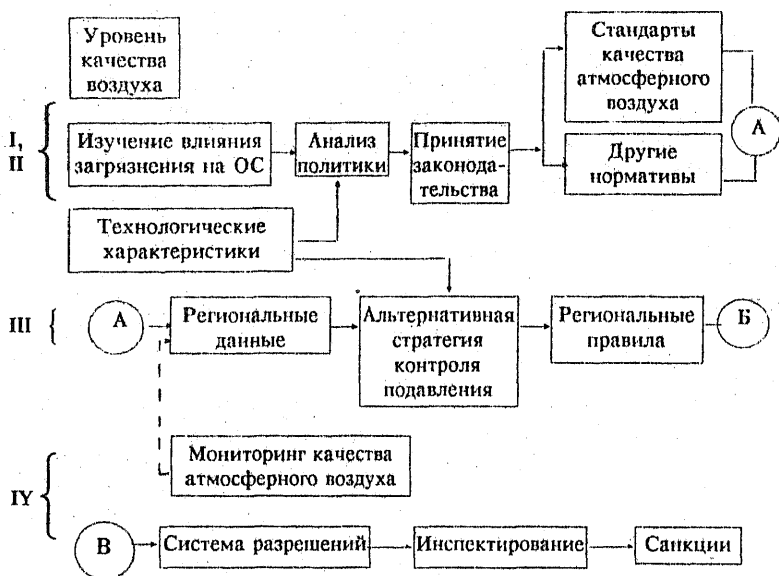 Уровень
качества
воздуха
Стандарты
качества
атмосферного
воздуха
I,
II
Изучение влияния
загрязнения на ОС
Анализ
политики
Принятие
законода-
тельства
Другие
нормативы
А
Технологические
характеристики
III
А
Региональные
данные
Альтернативная
стратегия
контроля
подавления
Региональные
правила
Б
IY
Мониторинг качества
атмосферного воздуха
В
Система разрешений
Инспектирование
Санкции